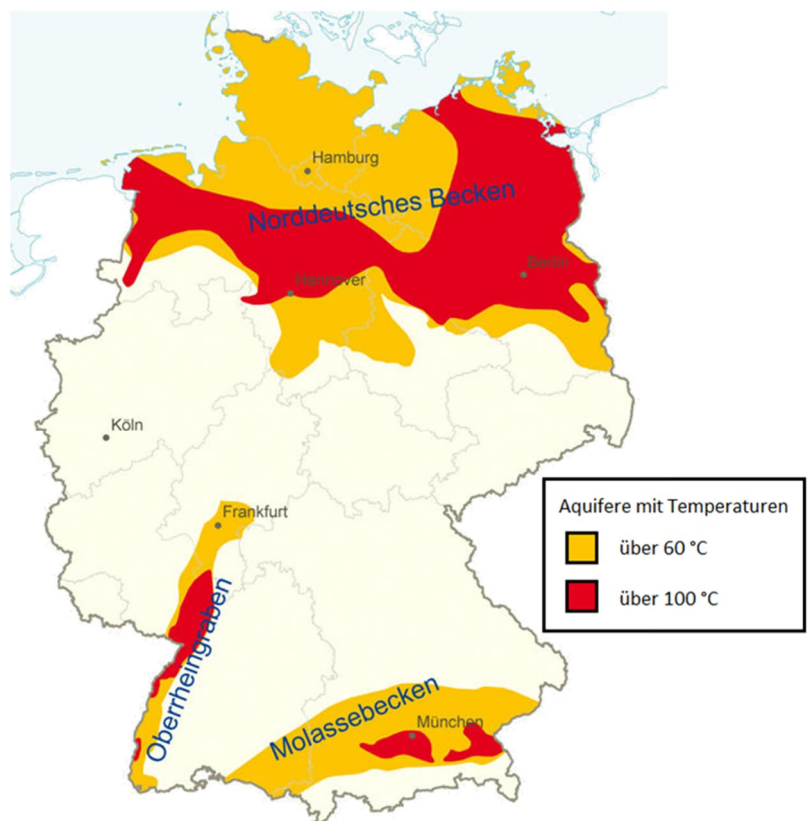 Hamburg
Norddeutsches Becken
Berlin
Hannover
Köln
Frankfurt
Aquifere mit Temperaturen
über 60 °C
über 100 °C
Oberrheingraben
Molassebecken
München